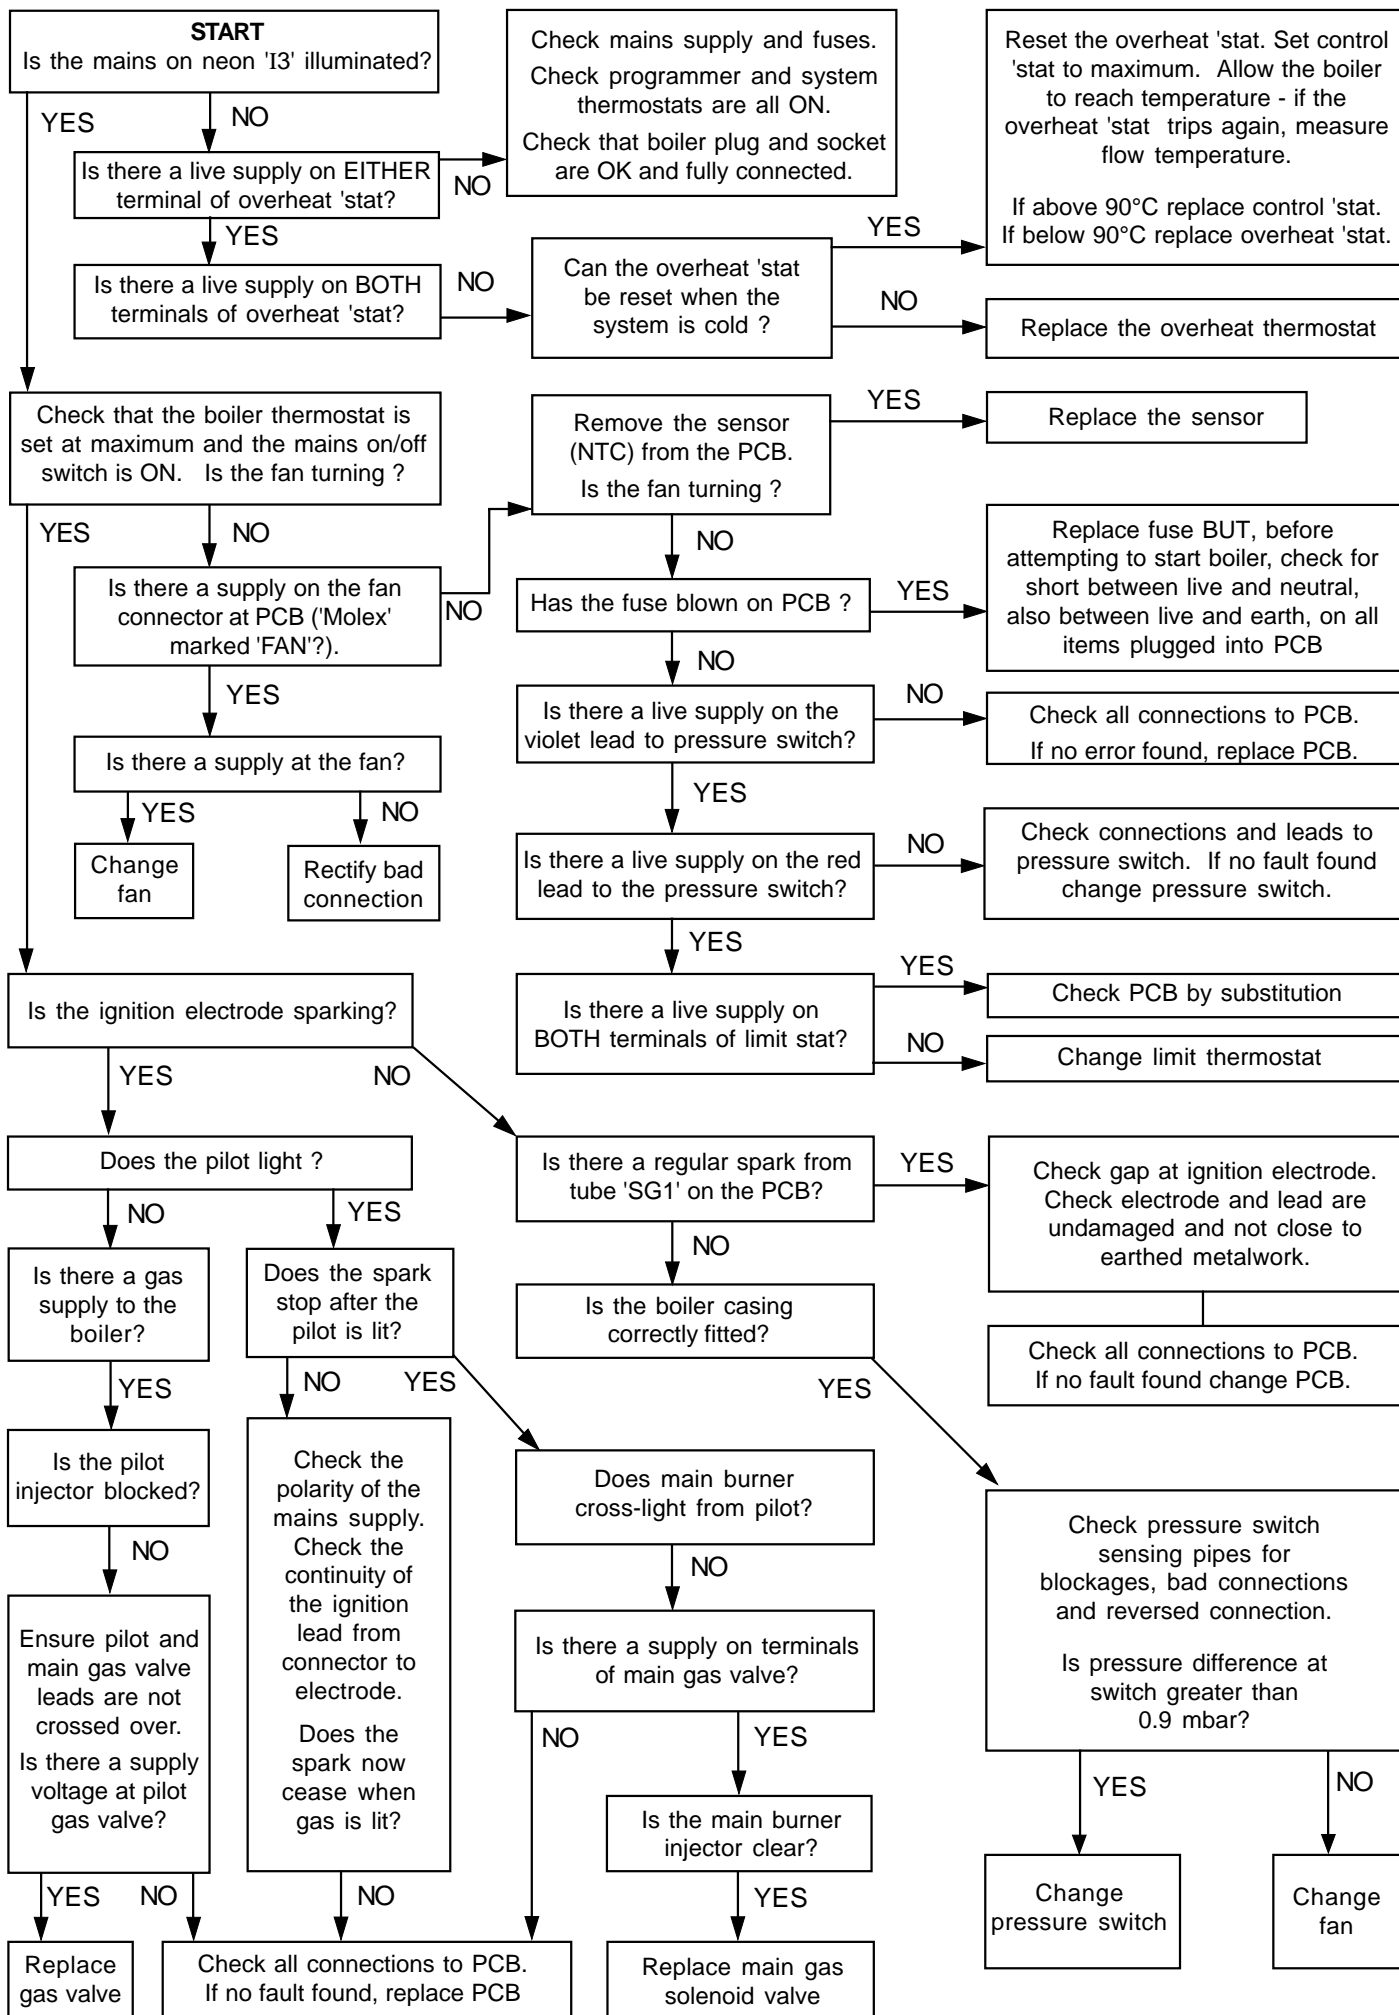 START
Is the mains on neon 'I3' illuminated?
YES
NO
Is there a live supply on EITHER
terminal of overheat 'stat?
NO
Check mains supply and fuses.
Check programmer and system
thermostats are all ON.
Check that boiler plug and socket
are OK and fully connected.
YES
Is there a live supply on BOTH
terminals of overheat 'stat?
NO
Can the overheat 'stat
be reset when the
system is cold ?
YES
Reset the overheat 'stat. Set control
'stat to maximum. Allow the boiler
to reach temperature - if the
overheat 'stat trips again, measure
flow temperature.
If above 90°C replace control 'stat.
If below 90°C replace overheat 'stat.
NO
Replace the overheat thermostat
Check that the boiler thermostat is
set at maximum and the mains on/off
switch is ON. Is the fan turning ?
YES
NO
Is there a supply on the fan
connector at PCB ('Molex'
marked 'FAN'?).
NO
Remove the sensor
(NTC) from the PCB.
Is the fan turning ?
YES
Replace the sensor
NO
Has the fuse blown on PCB ?
YES
Replace fuse BUT, before
attempting to start boiler, check for
short between live and neutral,
also between live and earth, on all
items plugged into PCB
NO
Is there a live supply on the
violet lead to pressure switch?
NO
Check all connections to PCB.
If no error found, replace PCB.
YES
Is there a live supply on the red
lead to the pressure switch?
NO
Check connections and leads to
pressure switch. If no fault found
change pressure switch.
YES
Is there a live supply on
BOTH terminals of limit stat?
YES
Check PCB by substitution
NO
Change limit thermostat
YES
Is there a supply at the fan?
YES
NO
Change
fan
Rectify bad
connection
Is the ignition electrode sparking?
YES
NO
Does the pilot light ?
NO
YES
Is there a regular spark from
tube 'SG1' on the PCB?
YES
Check gap at ignition electrode.
Check electrode and lead are
undamaged and not close to
earthed metalwork.
Check all connections to PCB.
If no fault found change PCB.
NO
Is the boiler casing
correctly fitted?
YES
Check pressure switch
sensing pipes for
blockages, bad connections
and reversed connection.
Is pressure difference at
switch greater than
0.9 mbar?
YES
NO
Change
pressure switch
Change
fan
Is there a gas
supply to the
boiler?
YES
Is the pilot
injector blocked?
NO
Ensure pilot and
main gas valve
leads are not
crossed over.
Is there a supply
voltage at pilot
gas valve?
YES
NO
Replace
gas valve
Does the spark
stop after the
pilot is lit?
NO
YES
Check the
polarity of the
mains supply.
Check the
continuity of
the ignition
lead from
connector to
electrode.
Does the
spark now
cease when
gas is lit?
NO
Check all connections to PCB.
If no fault found, replace PCB
Does main burner
cross-light from pilot?
NO
Is there a supply on terminals
of main gas valve?
NO
YES
Is the main burner
injector clear?
YES
Replace main gas
solenoid valve